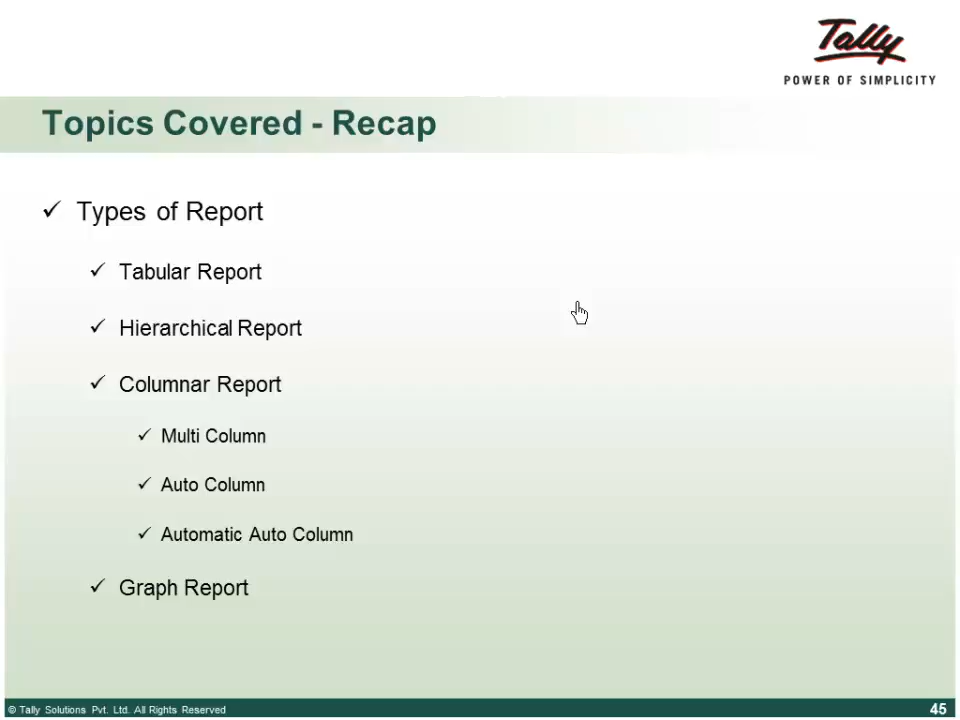 Tally
POWER OF SIMPLICITY
Topics Covered - Recap
Types of Report
Tabular Report
Hierarchical Report
Columnar Report
Multi Column
Auto Column
Automatic Auto Column
Graph Report
© Tally Solutions Pvt. Ltd. All Rights Reserved
45